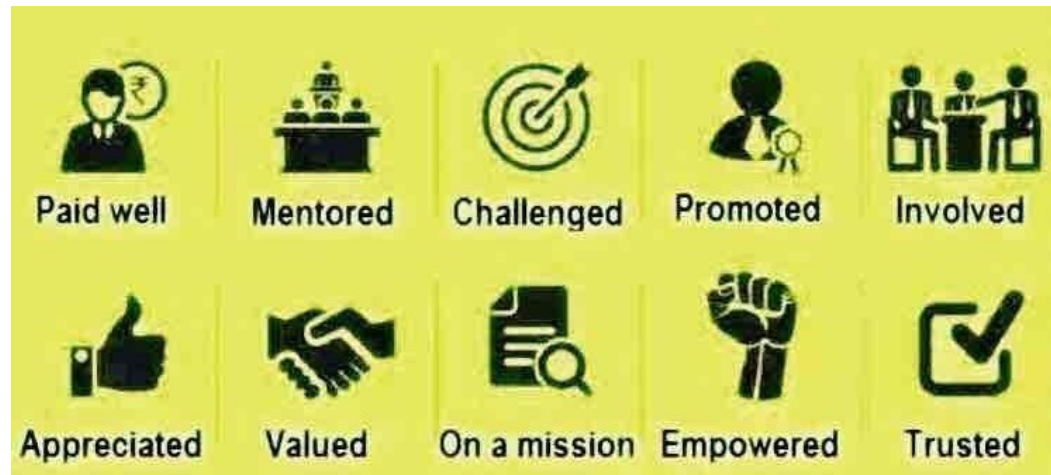 ₹
Paid well
Mentored
Challenged
Promoted
Involved
Appreciated
Valued
On a mission
Empowered
Trusted